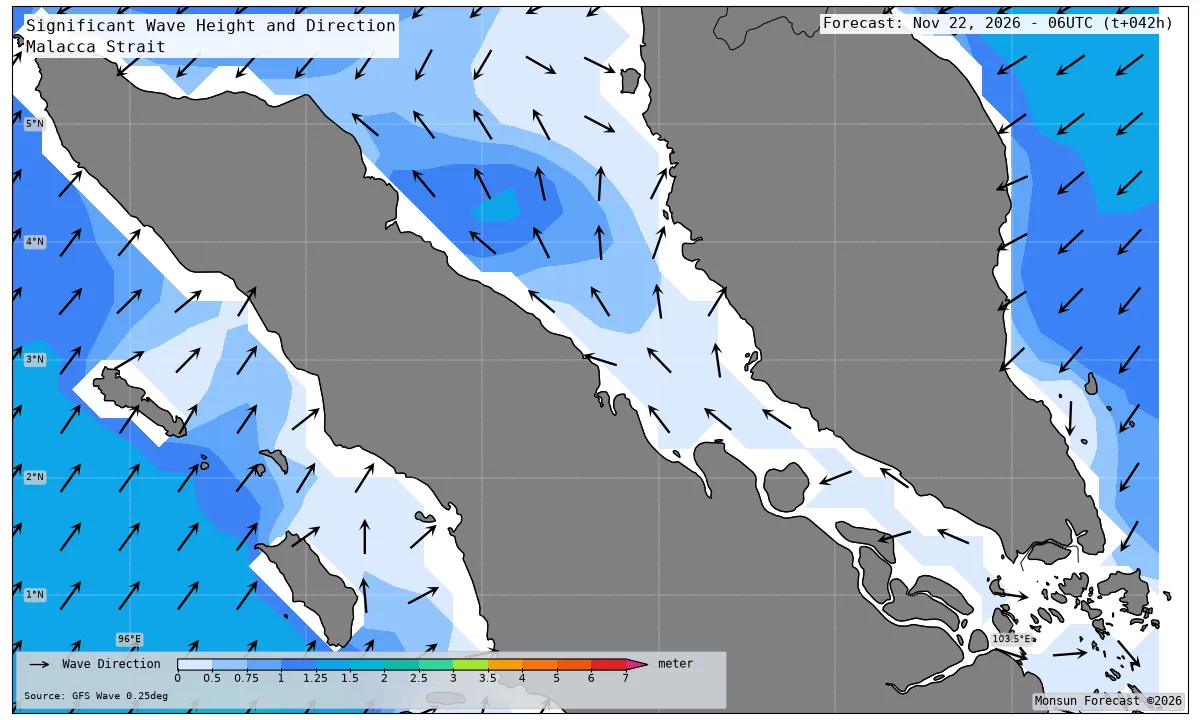 Significant Wave Height and Direction
Malacca Strait
Forecast: Nov 22, 2026 - 06UTC (t+042h)
5°N
4°N
3°N
2°N
1°N
96°E
103.5°E
Wave Direction
0 0.5 0.75 1 1.25 1.5 2 2.5 3 3.5 4 5 6 7
meter
Source: GFS Wave 0.25deg
Monsun Forecast ©2026